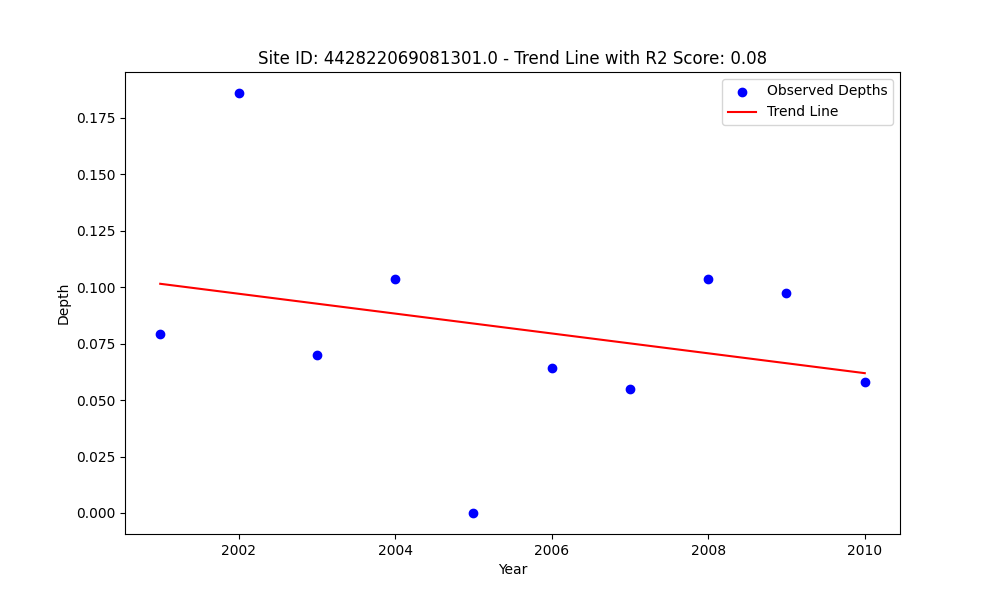 Site ID: 442822069081301.0 - Trend Line with R2 Score: 0.08
Observed Depths
Trend Line
0.175
0.150
0.125
0.100
0.075
0.050
0.025
0.000
Depth
2002
2004
2006
2008
2010
Year